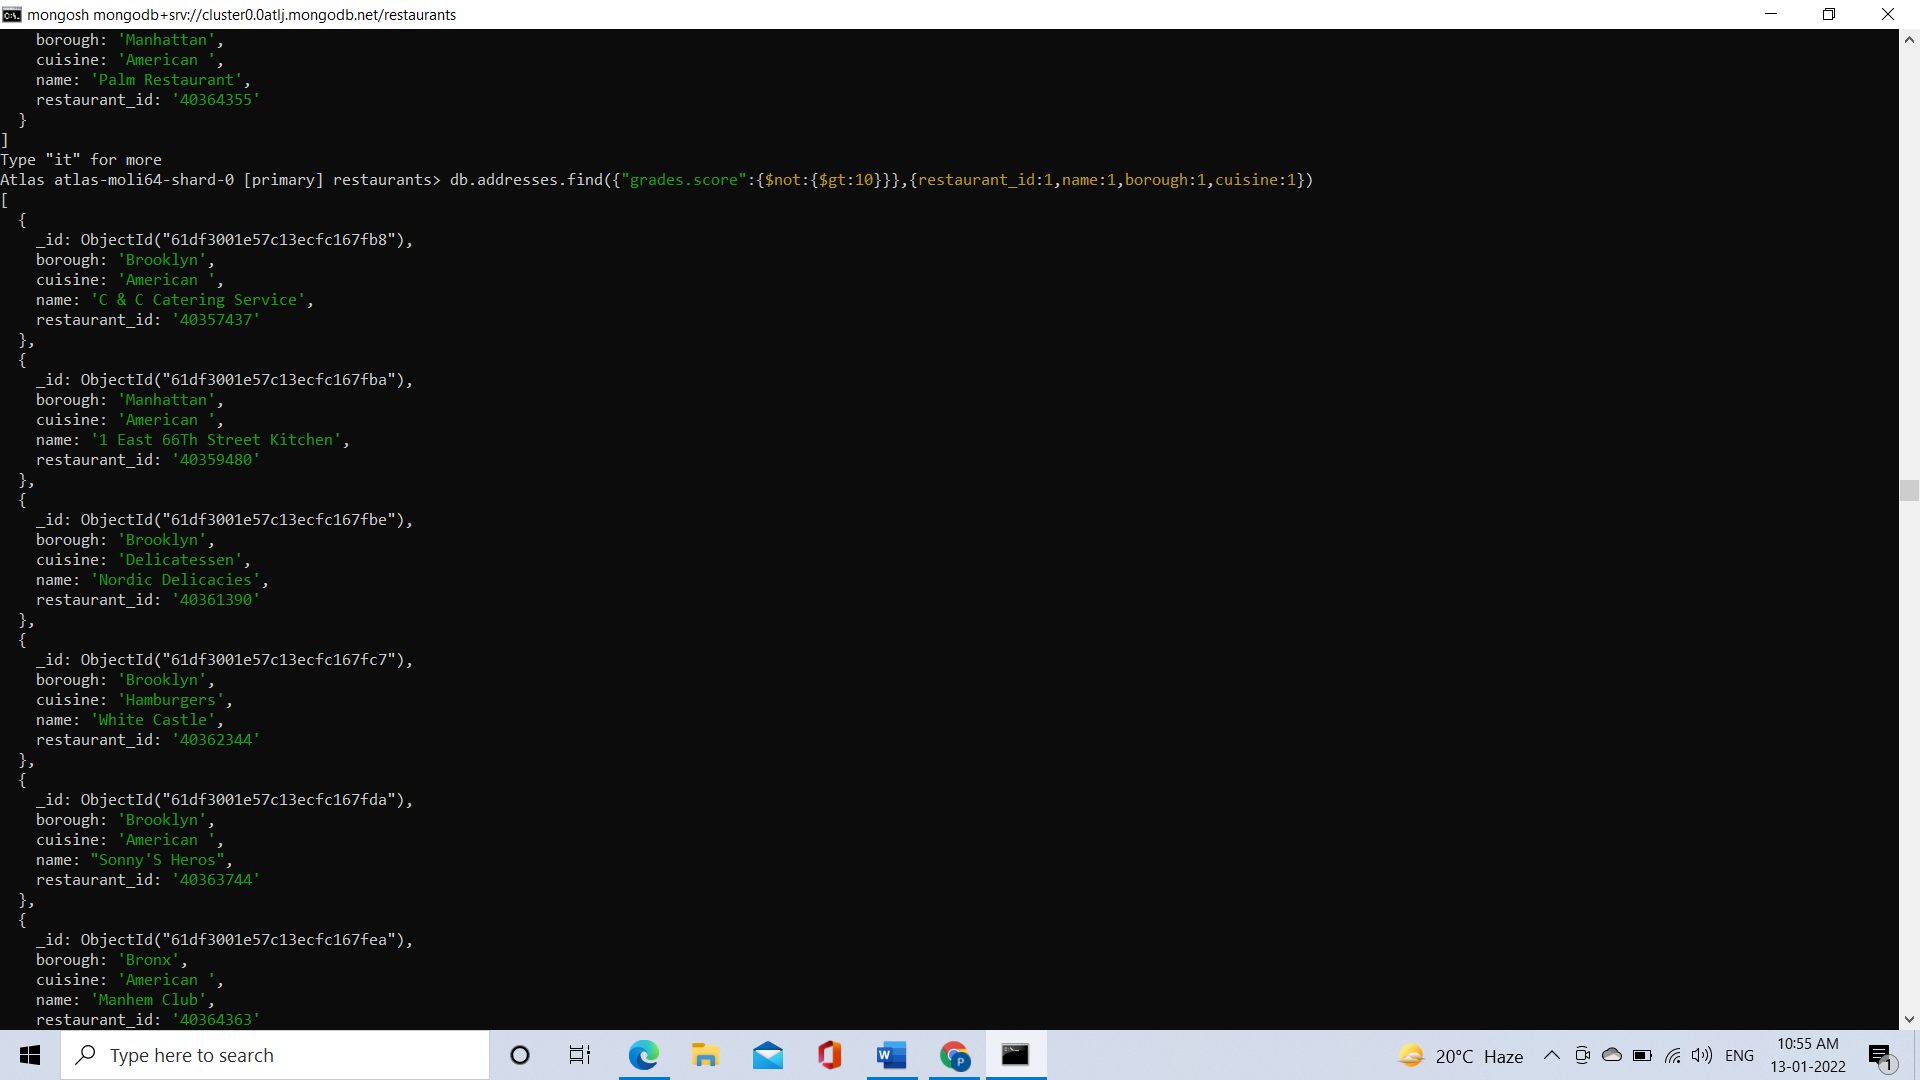 mongosh mongodb+srv://cluster0.0atlj.mongodb.net/restaurants
    borough: 'Manhattan',
    cuisine: 'American ',
    name: 'Palm Restaurant',
    restaurant_id: '40364355'
  }
]
Type "it" for more
Atlas atlas-moli64-shard-0 [primary] restaurants> db.addresses.find({"grades.score":{$not:{$gt:10}}},{restaurant_id:1,name:1,borough:1,cuisine:1})
[
  {
    _id: ObjectId("61df3001e57c13ecfc167fb8"),
    borough: 'Brooklyn',
    cuisine: 'American ',
    name: 'C & C Catering Service',
    restaurant_id: '40357437'
  },
  {
    _id: ObjectId("61df3001e57c13ecfc167fba"),
    borough: 'Manhattan',
    cuisine: 'American ',
    name: '1 East 66Th Street Kitchen',
    restaurant_id: '40359480'
  },
  {
    _id: ObjectId("61df3001e57c13ecfc167fbe"),
    borough: 'Brooklyn',
    cuisine: 'Delicatessen',
    name: 'Nordic Delicacies',
    restaurant_id: '40361390'
  },
  {
    _id: ObjectId("61df3001e57c13ecfc167fc7"),
    borough: 'Brooklyn',
    cuisine: 'Hamburgers',
    name: 'White Castle',
    restaurant_id: '40362344'
  },
  {
    _id: ObjectId("61df3001e57c13ecfc167fda"),
    borough: 'Brooklyn',
    cuisine: 'American ',
    name: "Sonny'S Heros",
    restaurant_id: '40363744'
  },
  {
    _id: ObjectId("61df3001e57c13ecfc167fea"),
    borough: 'Bronx',
    cuisine: 'American ',
    name: 'Manhem Club',
    restaurant_id: '40364363'
Type here to search
20°C Haze
ENG
10:55 AM
13-01-2022
1